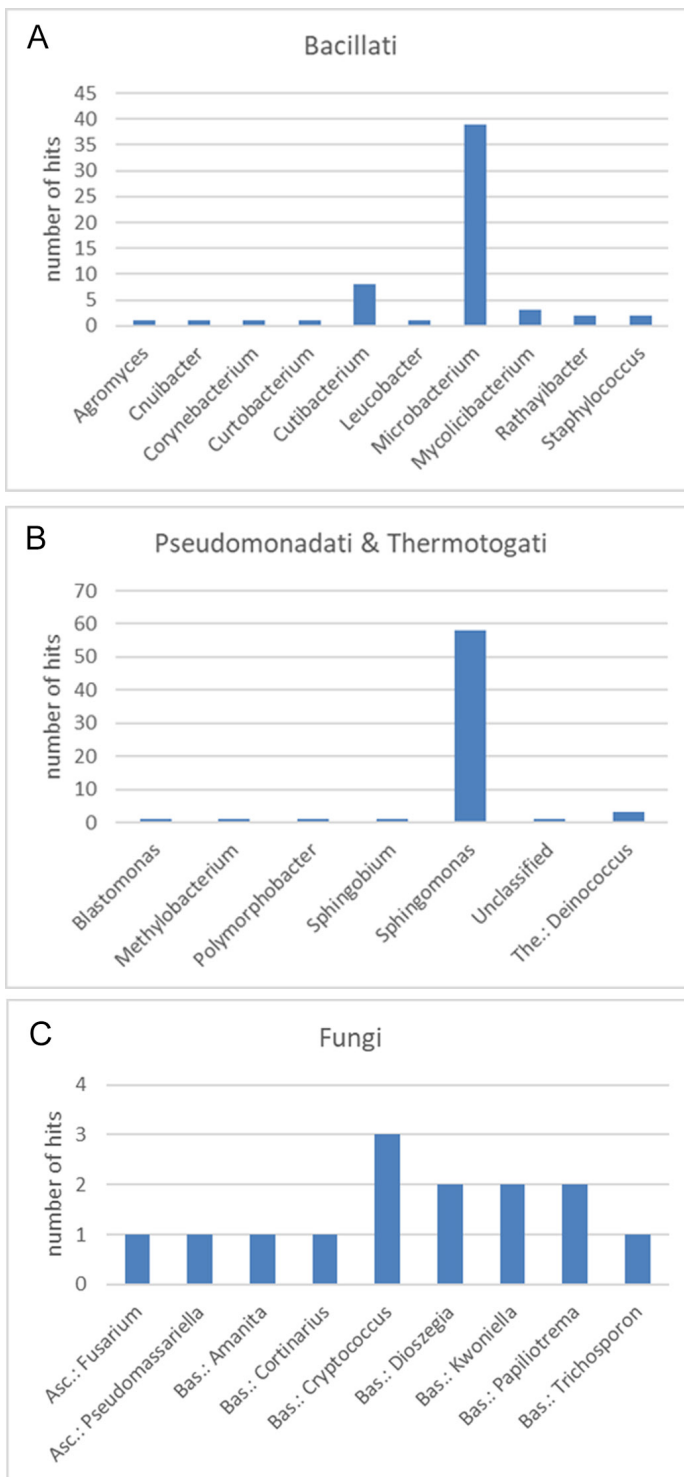 A
Bacillati
number of hits
45
40
35
30
25
20
15
10
5
0
Agromyces
Cnuibacter
Corynebacterium
Curtobacterium
Cutibacterium
Leucobacter
Microbacterium
Mycolicibacterium
Rathayibacter
Staphylococcus
B
Pseudomonadati & Thermotogati
number of hits
70
60
50
40
30
20
10
0
Blastomonas
Methylobacterium
Polymorphobacter
Sphingobium
Sphingomonas
Unclassified
The.: Deinococcus
C
Fungi
number of hits
4
3
2
1
0
Asc.: Fusarium
Asc.: Pseudomassariella
Bas.: Amanita
Bas.: Cortinarius
Bas.: Cryptococcus
Bas.: Dioszegia
Bas.: Kwoniella
Bas.: Papiliotrema
Bas.: Trichosporon